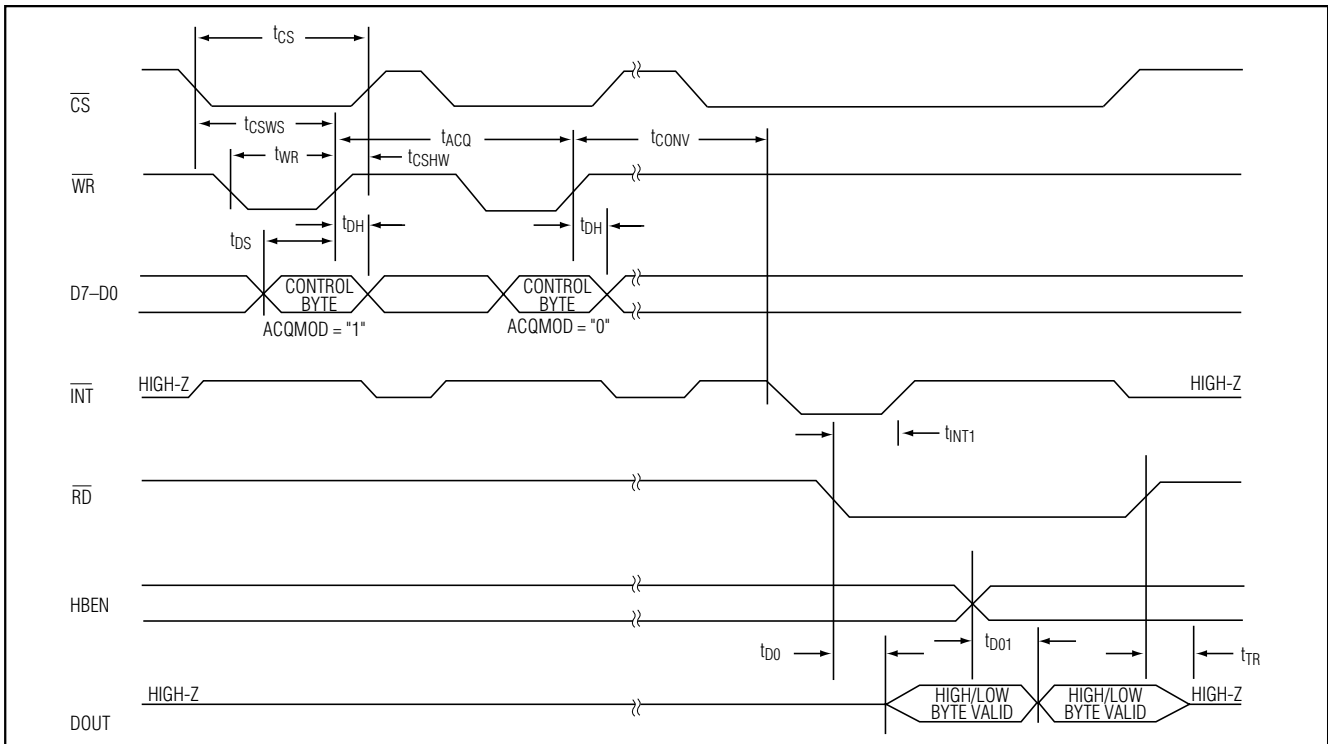 tCS
CS
tCSWS
tACQ
tCONV
tWR
tCSHW
WR
tDH
tDH
tDS
D7–D0
CONTROL
BYTE
CONTROL
BYTE
ACQMOD = "1"
ACQMOD = "0"
HIGH-Z
HIGH-Z
INT
tINT1
RD
HBEN
tD0
tD01
tTR
HIGH-Z
HIGH/LOW
BYTE VALID
HIGH/LOW
BYTE VALID
HIGH-Z
DOUT